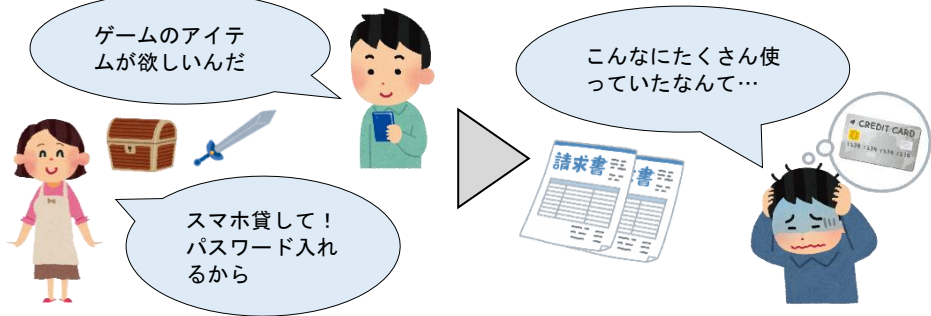 ゲームのアイテ
ムが欲しいんだ
スマホ貸して！
パスワード入れ
るから
こんなにたくさん使
っていたなんて…
CREDIT CARD
請求書
書